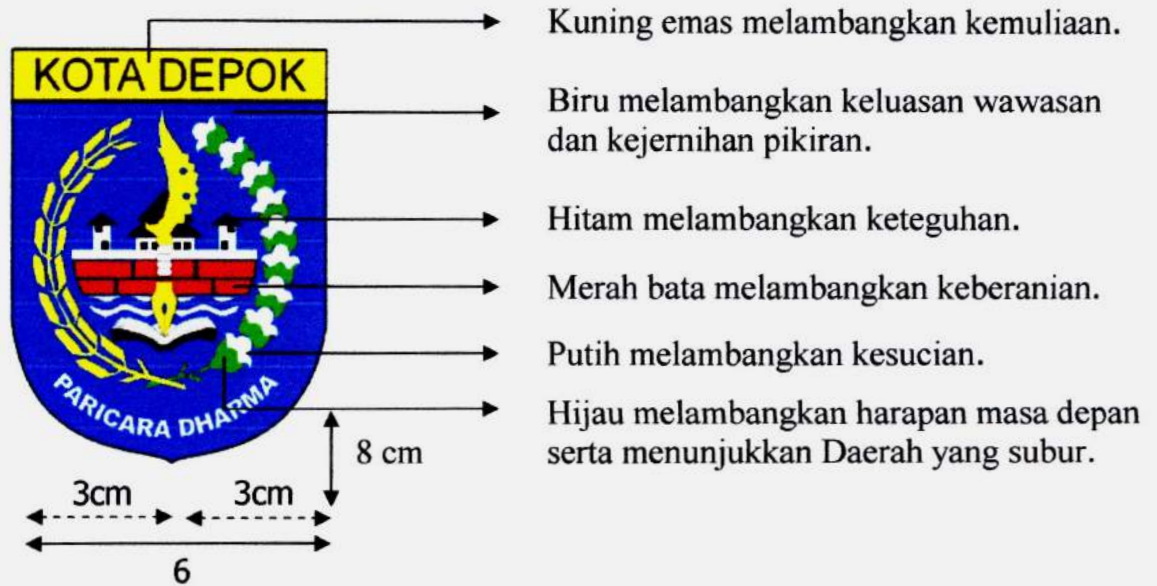 Kuning emas melambangkan kemuliaan.
KOTA DEPOK
Biru melambangkan keluasan wawasan
dan kejernihan pikiran.
Hitam melambangkan keteguhan.
Merah bata melambangkan keberanian.
Putih melambangkan kesucian.
PARICARA DHARMA
Hijau melambangkan harapan masa depan
serta menunjukkan Daerah yang subur.
8 cm
3cm 3cm
6